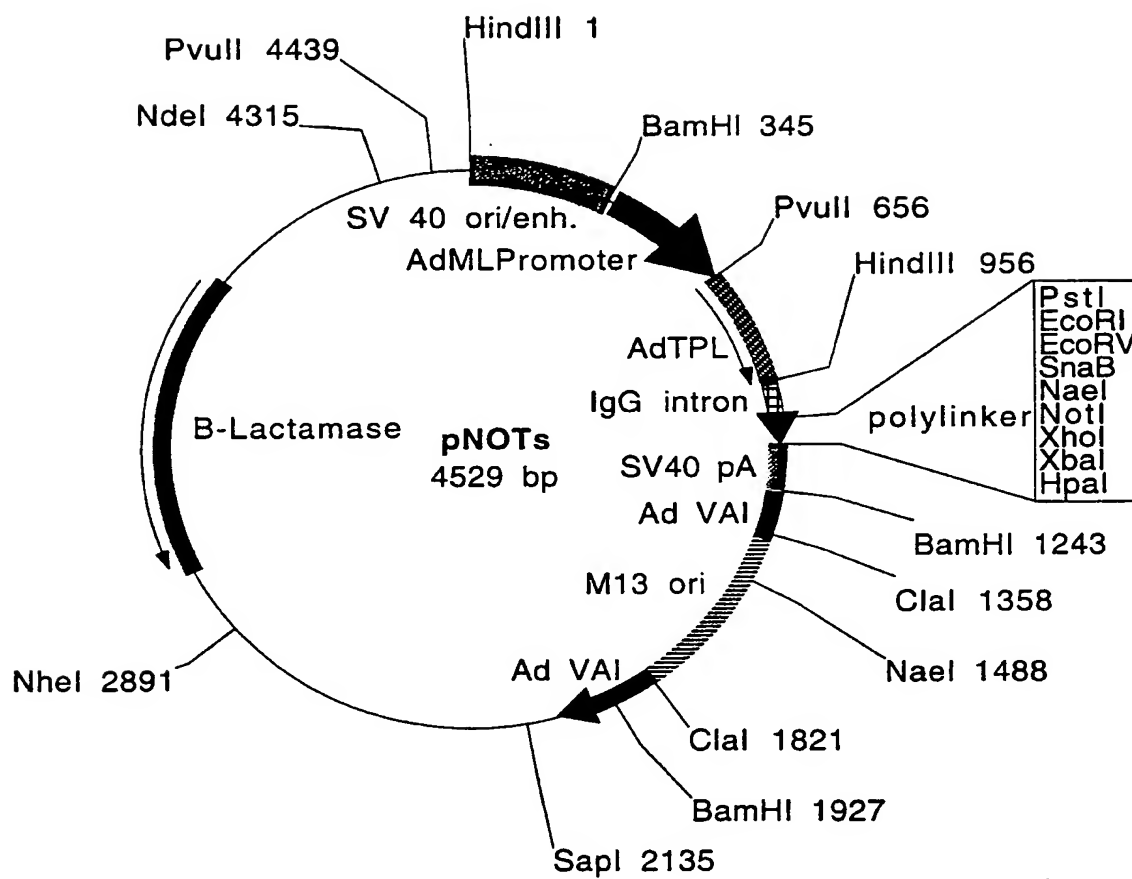 HindIII 1
PvuII 4439
NdeI 4315
BamHI 345
SV 40 ori/enh.
PvuII 656
AdMLPromoter
HindIII 956
PstI
EcoRI
EcoRV
SnaB
NaeI
NotI
XhoI
XbaI
HpaI
AdTPL
IgG intron
polylinker
B-Lactamase
pNOTs
4529 bp
SV40 pA
Ad VAI
BamHI 1243
M13 ori
ClaI 1358
NheI 2891
Ad VAI
NaeI 1488
ClaI 1821
BamHI 1927
SapI 2135